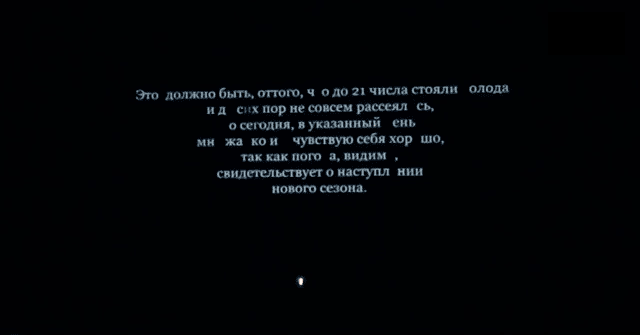 Это должно быть, оттого, ч о до 21 числа стояли олода
и д сих пор не совсем рассеял сь,
о сегодня, в указанный ень
мн жа ко и чувствую себя хор шо,
так как пого а, видим ,
свидетельствует о наступл нии
нового сезона.